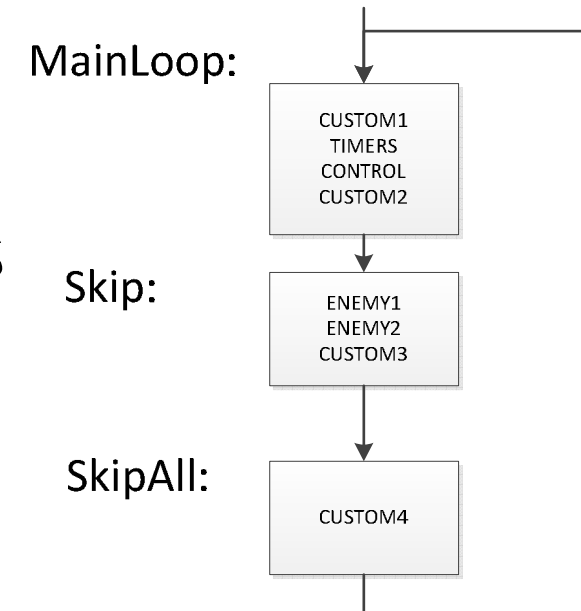 MainLoop:
CUSTOM1
TIMERS
CONTROL
CUSTOM2
Skip:
ENEMY1
ENEMY2
CUSTOM3
SkipAll:
CUSTOM4